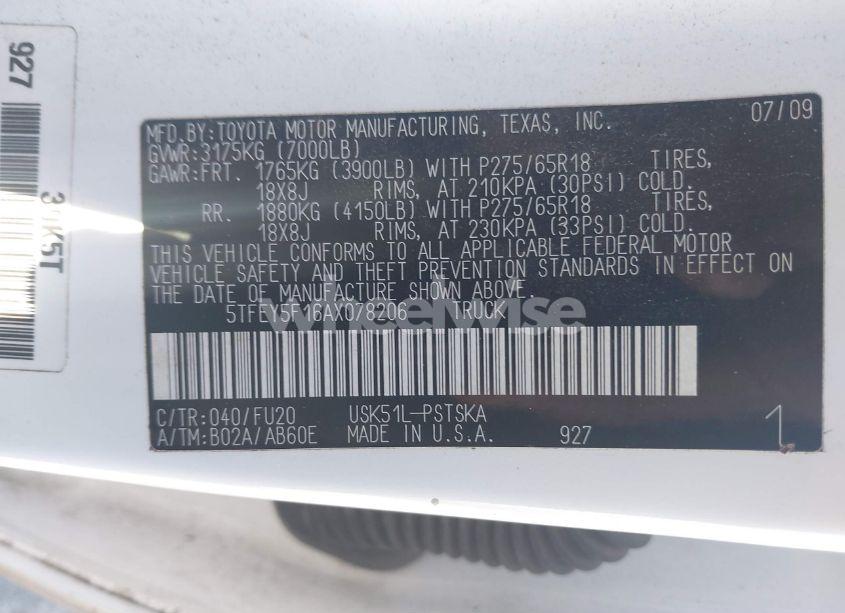 927
3UK5T
07/09
MFD.BY:TOYOTA MOTOR MANUFACTURING, TEXAS, INC.
GVWR:3175KG (7000LB)
GAWR:FRT. 1765KG (3900LB) WITH P275/65R18 TIRES,
18X8J RIMS, AT 210KPA (30PSI) COLD.
RR. 1880KG (4150LB) WITH P275/65R18 TIRES,
18X8J RIMS, AT 230KPA (33PSI) COLD.
THIS VEHICLE CONFORMS TO ALL APPLICABLE FEDERAL MOTOR
VEHICLE SAFETY AND THEFT PREVENTION STANDARDS IN EFFECT ON
THE DATE OF MANUFACTURE SHOWN ABOVE.
5TFEY5F16AX078206 TRUCK
Wheelwise
C/TR:040/FU20 USK51L-PSTSKA
A/TM:B02A/AB60E MADE IN U.S.A. 927
1